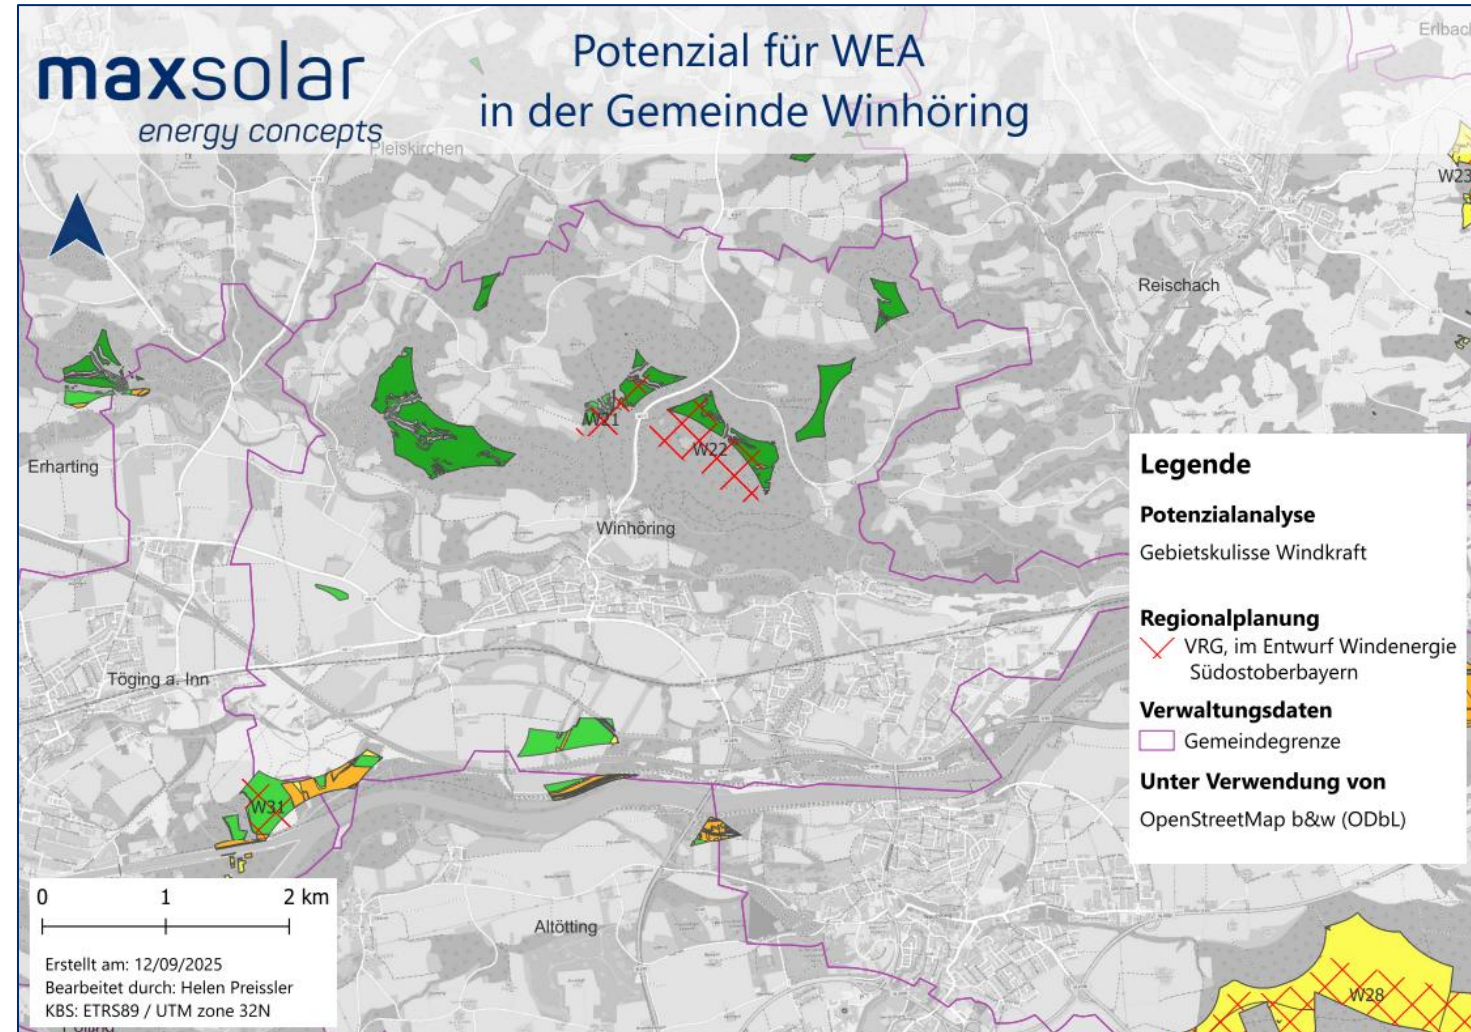 maxsolar
energy concepts
Potenzial für WEA
in der Gemeinde Winhöring
Erlbach
Pleiskirchen
W23
Reischach
W21
W22
Erharting
Winhöring
Töging a. Inn
W31
Altötting
W28
Legende
Potenzialanalyse
Gebietskulisse Windkraft
Regionalplanung
VRG, im Entwurf Windenergie
Südostoberbayern
Verwaltungsdaten
Gemeindegrenze
Unter Verwendung von
OpenStreetMap b&w (ODbL)
0 1 2 km
Erstellt am: 12/09/2025
Bearbeitet durch: Helen Preissler
KBS: ETRS89 / UTM zone 32N